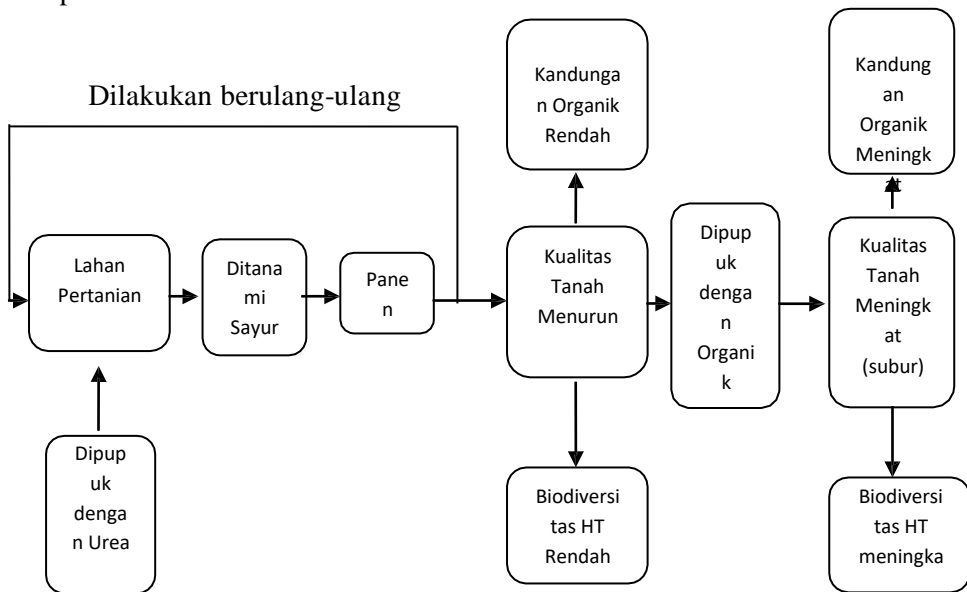 Dilakukan berulang-ulang
Kandunga
n Organik
Rendah
Kandung
an
Organik
Meningk
at
Lahan
Pertanian
Ditana
mi
Sayur
Pane
n
Kualitas
Tanah
Menurun
Dipup
uk
denga
n
Organi
k
Kualitas
Tanah
Meningk
at
(subur)
Dipup
uk
denga
n Urea
Biodiversi
tas HT
Rendah
Biodiversi
tas HT
meningka